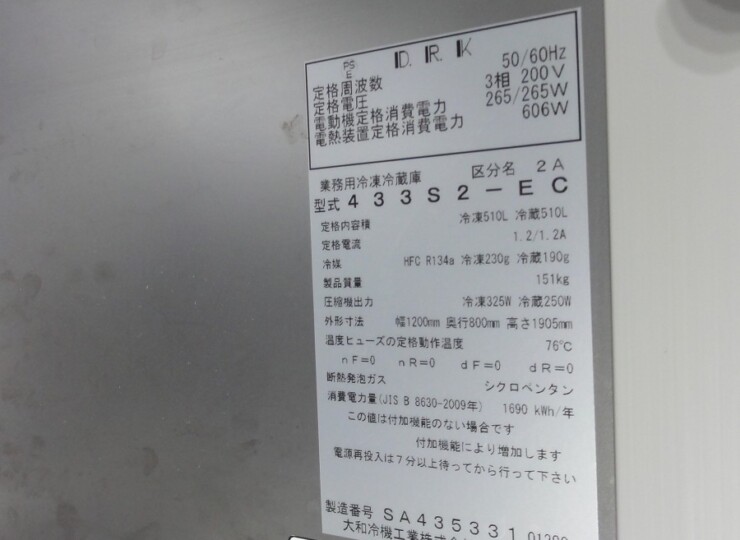 PS
E
D.R.K
定格周波数 50/60Hz
定格電圧 3相 200V
電動機定格消費電力 265/265W
電熱装置定格消費電力 606W
業務用冷凍冷蔵庫 区分名 2A
型式 433S2-EC
定格内容積 冷凍510L 冷蔵510L
定格電流 1.2/1.2A
冷媒 HFC R134a 冷凍230g 冷蔵190g
製品質量 151kg
圧縮機出力 冷凍325W 冷蔵250W
外形寸法 幅1200mm 奥行800mm 高さ1905mm
温度ヒューズの定格動作温度 76℃
nF=0 nR=0 dF=0 dR=0
断熱発泡ガス シクロペンタン
消費電力量(JIS B 8630-2009年) 1690 kWh/年
この値は付加機能のない場合です
付加機能により増加します
電源再投入は7分以上待ってから行って下さい
製造番号 SA435331
大和冷機工業株式会